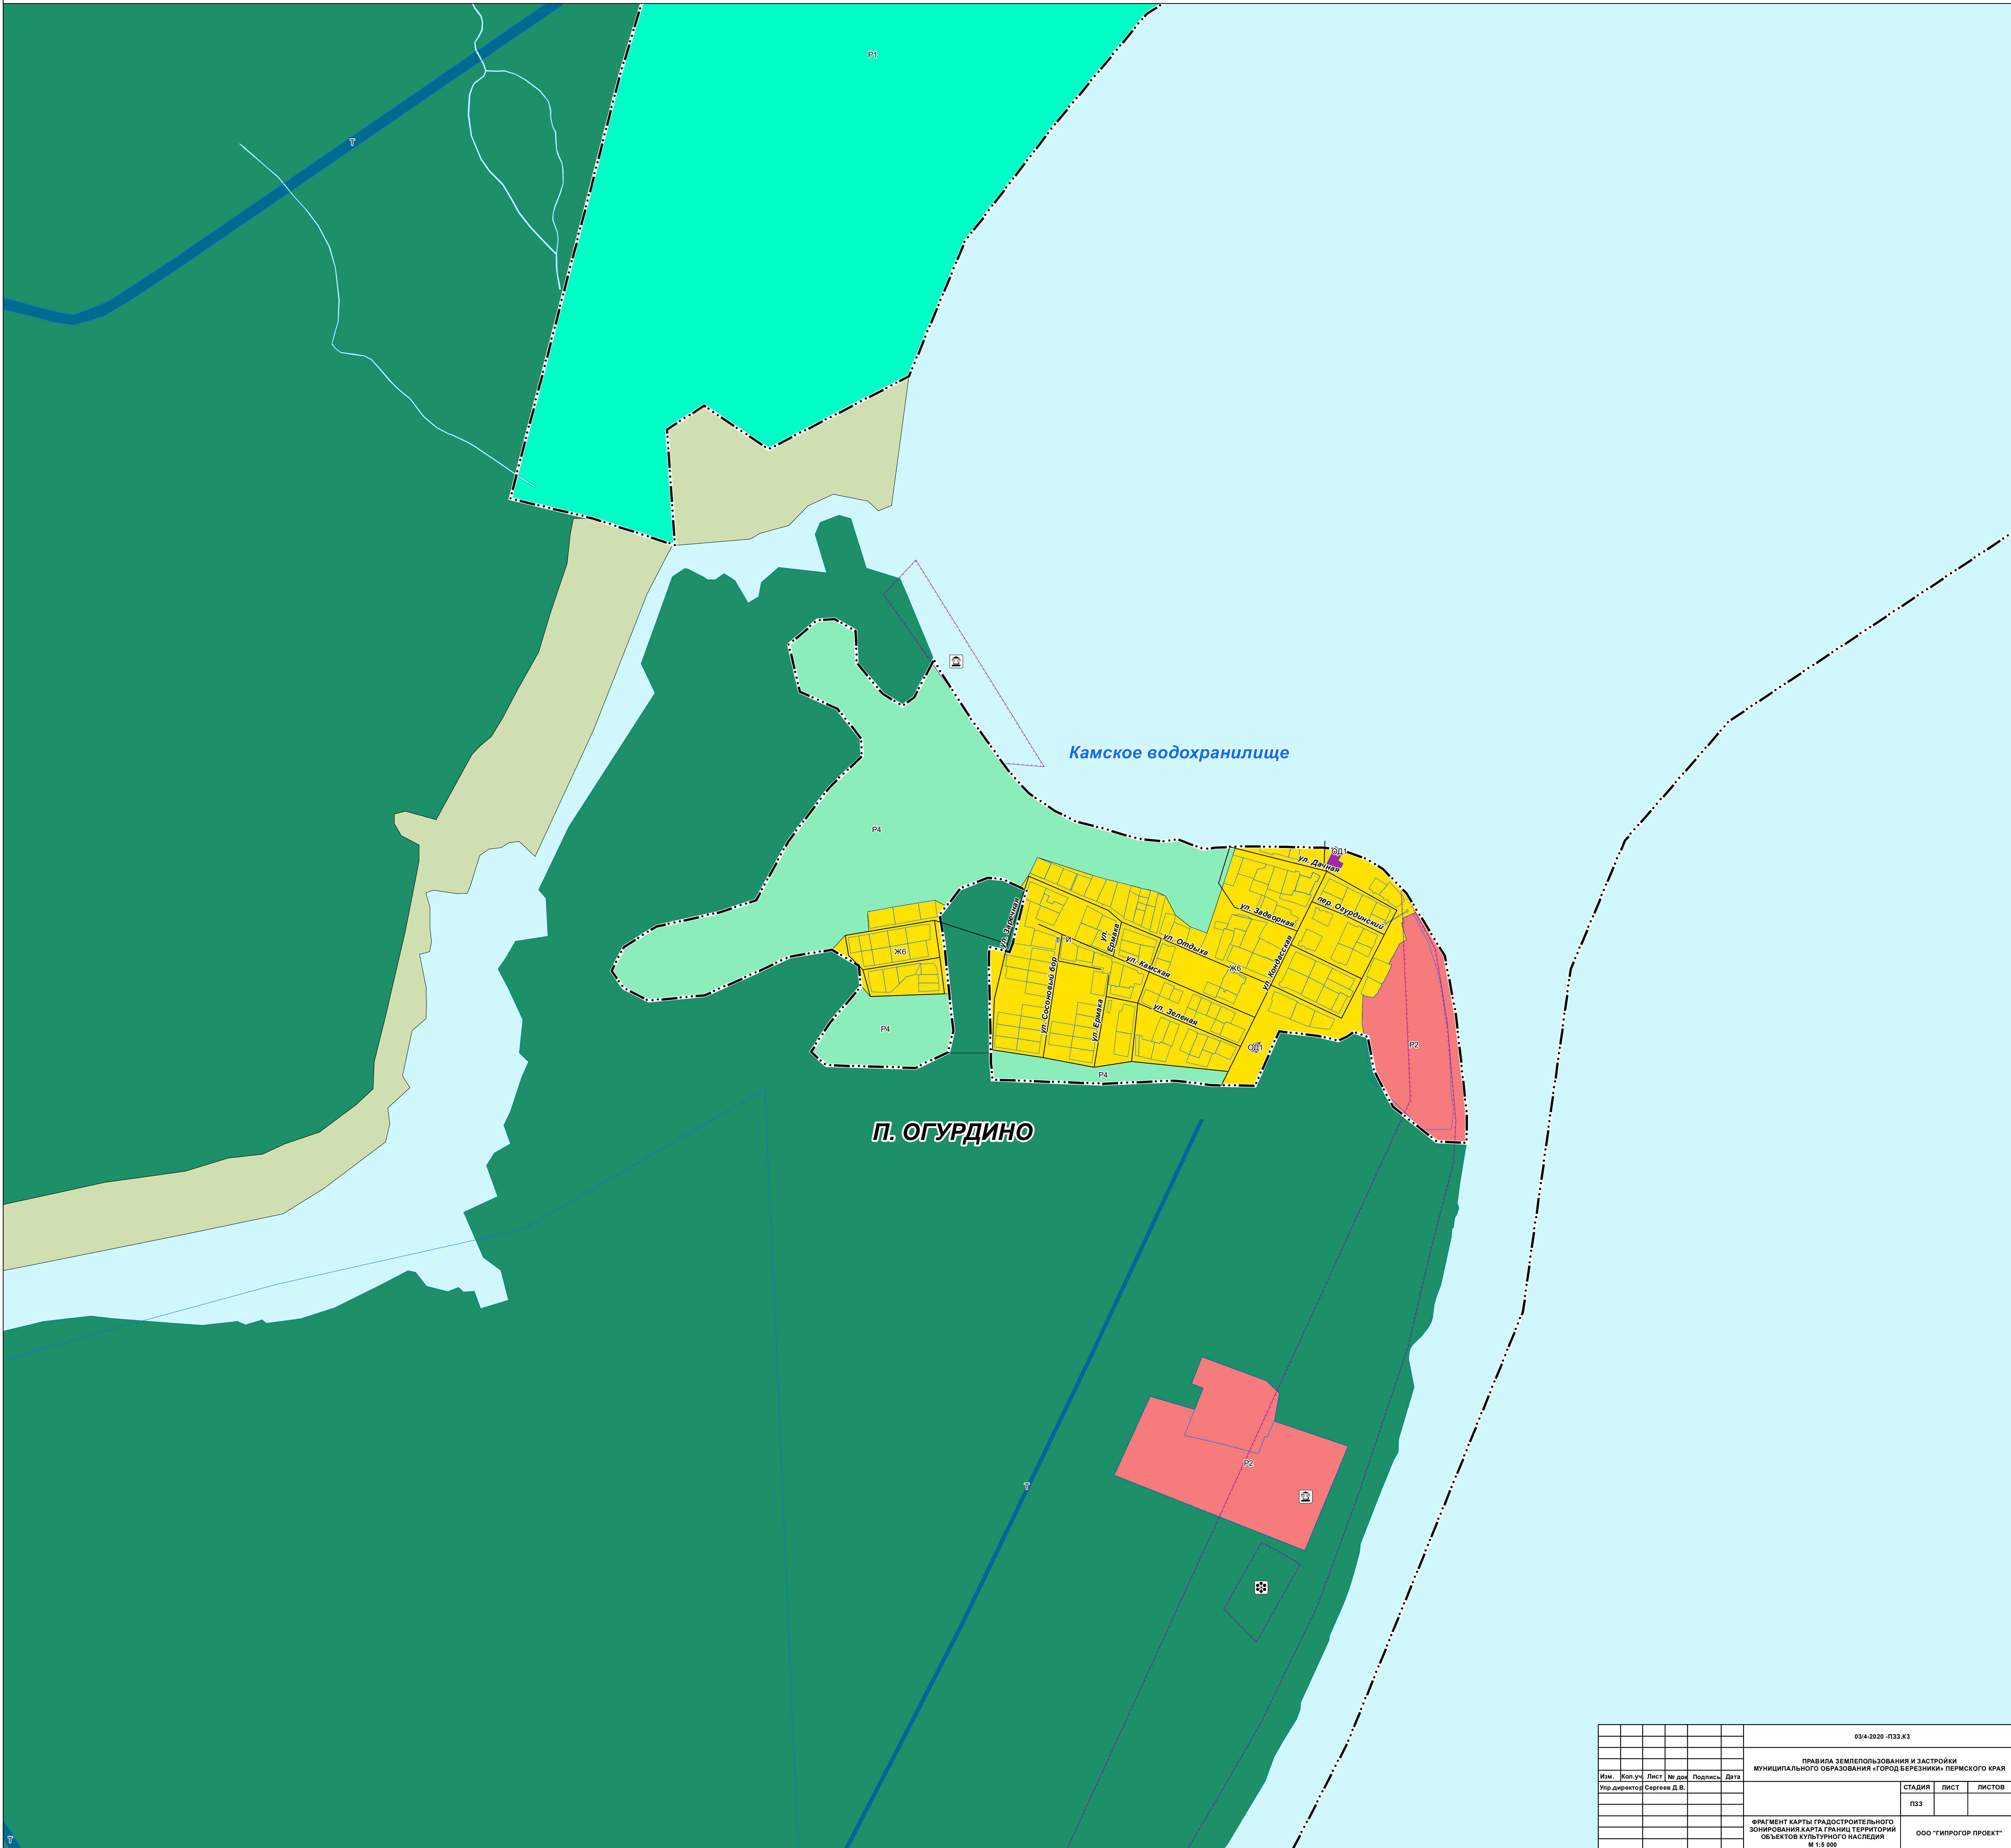 Р1
Т
Камское водохранилище
Р4
ОД1
ул. Дачная
пер. Огурдинский
ул. Задворная
ул. Заречная
ул. Ермака
ул. Отдыха
Т
И
Ж6
ул. Кондасская
ул. Камская
Ж6
ул. Сосоновый бор
ул. Ермака
ул. Зеленая
Р4
ОД1
Р2
Р4
П. ОГУРДИНО
Р2
Т
Т
03/4-2020 -ПЗЗ.К3
ПРАВИЛА ЗЕМЛЕПОЛЬЗОВАНИЯ И ЗАСТРОЙКИ
МУНИЦИПАЛЬНОГО ОБРАЗОВАНИЯ «ГОРОД БЕРЕЗНИКИ» ПЕРМСКОГО КРАЯ
Изм. Кол.уч Лист № док Подпись Дата
Упр.директор Сергеев Д.В.
СТАДИЯ ЛИСТ ЛИСТОВ
ПЗЗ
ФРАГМЕНТ КАРТЫ ГРАДОСТРОИТЕЛЬНОГО
ЗОНИРОВАНИЯ.КАРТА ГРАНИЦ ТЕРРИТОРИЙ
ОБЪЕКТОВ КУЛЬТУРНОГО НАСЛЕДИЯ
М 1:5 000
ООО "ГИПРОГОР ПРОЕКТ"